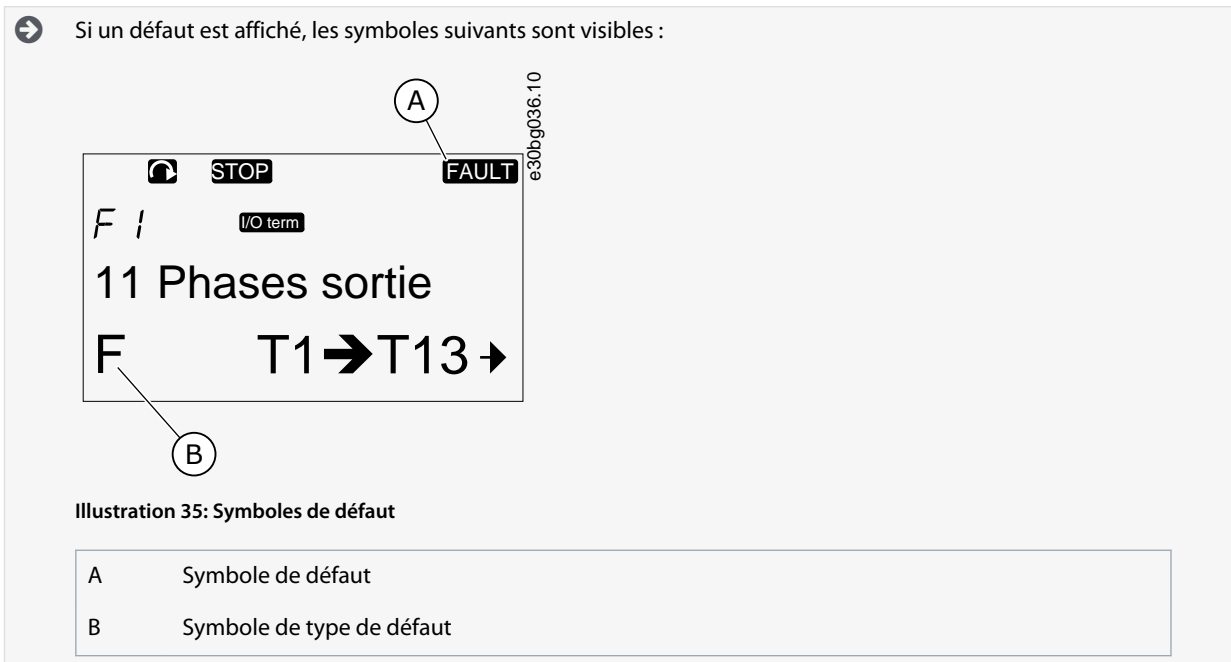 Si un défaut est affiché, les symboles suivants sont visibles :
A
e30bg036.10
STOP FAULT
F 1 I/O term
11 Phases sortie
F T1➔T13➔
B
Illustration 35: Symboles de défaut
A Symbole de défaut
B Symbole de type de défaut